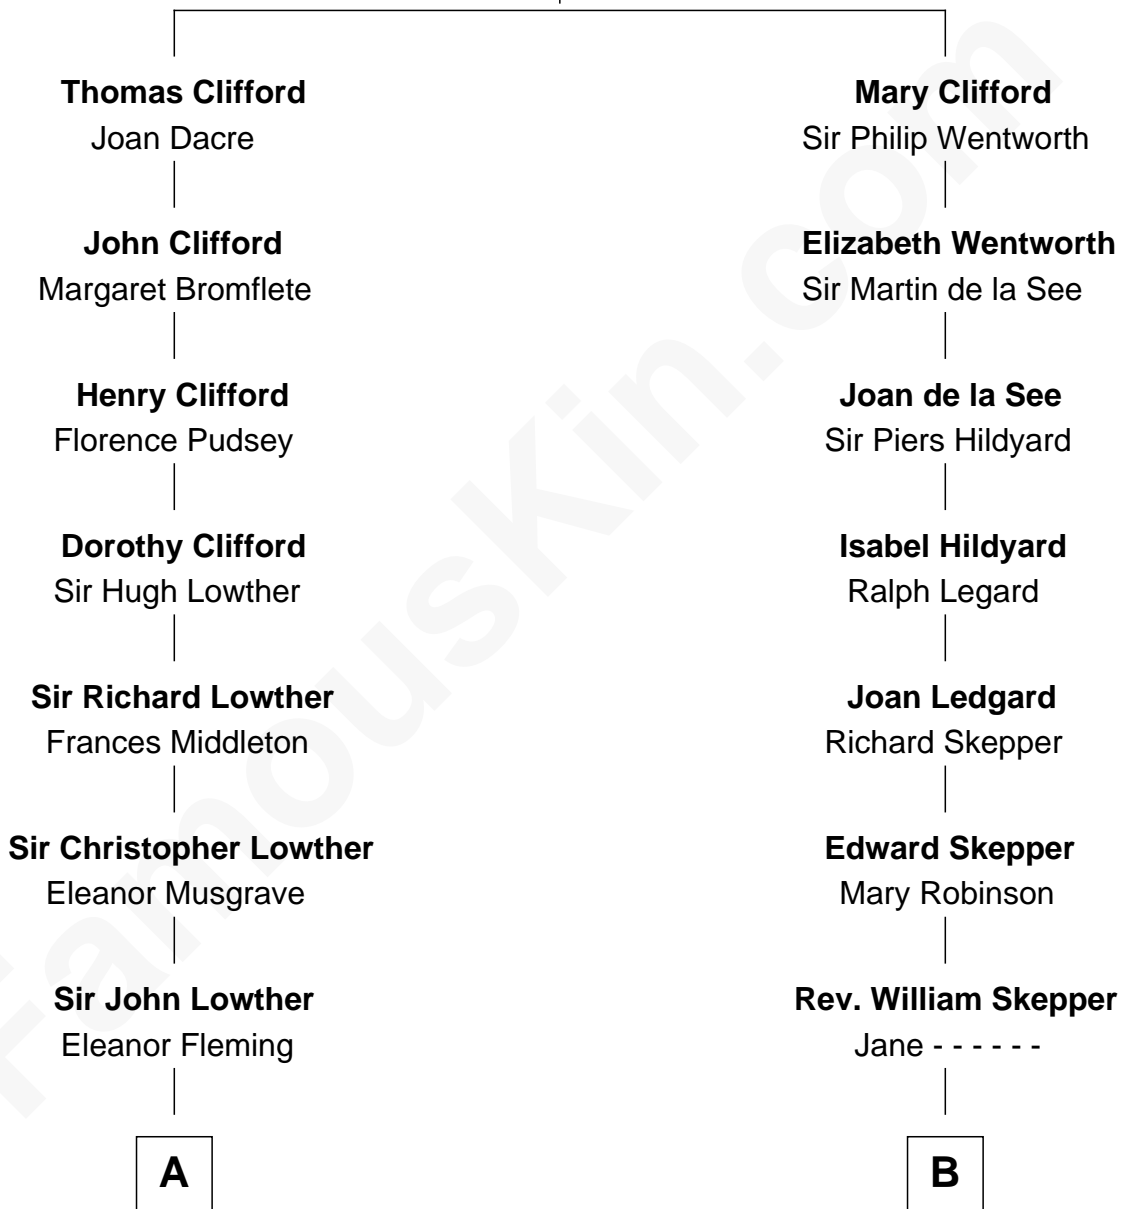 Thomas Clifford
Joan Dacre
John Clifford
Margaret Bromflete
Henry Clifford
Florence Pudsey
Dorothy Clifford
Sir Hugh Lowther
Sir Richard Lowther
Frances Middleton
Sir Christopher Lowther
Eleanor Musgrave
Sir John Lowther
Eleanor Fleming
A
Mary Clifford
Sir Philip Wentworth
Elizabeth Wentworth
Sir Martin de la See
Joan de la See
Sir Piers Hildyard
Isabel Hildyard
Ralph Legard
Joan Ledgard
Richard Skepper
Edward Skepper
Mary Robinson
Rev. William Skepper
Jane - - - - - -
B
FamousKin.com